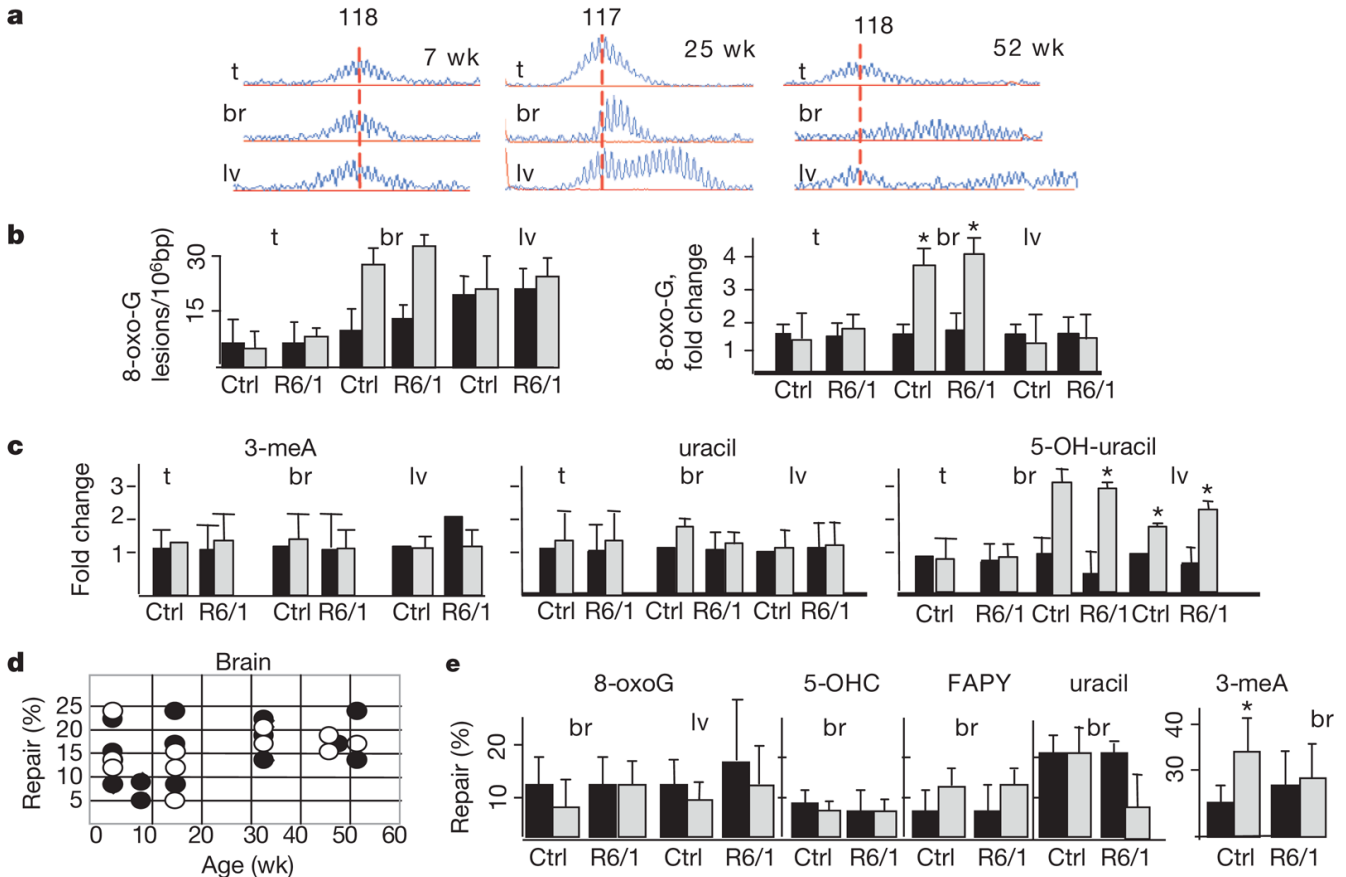 a
118 117 118
7 wk 25 wk 52 wk
t t t
br br br
lv lv lv
b
t br lv
8-oxo-G
lesions/10⁶bp)
30
15
Ctrl R6/1 Ctrl R6/1 Ctrl R6/1
t * br * lv
8-oxo-G,
fold change
4
3
2
1
Ctrl R6/1 Ctrl R6/1 Ctrl R6/1
c
3-meA uracil 5-OH-uracil
t br lv t br lv t br * * lv *
Fold change
3
2
1
Ctrl R6/1 Ctrl R6/1 Ctrl R6/1 Ctrl R6/1 Ctrl R6/1 Ctrl R6/1 Ctrl R6/1 Ctrl R6/1 Ctrl R6/1
d
Brain
Repair (%)
25
20
15
10
5
0 10 20 30 40 50 60
Age (wk)
e
8-oxoG 5-OHC FAPY uracil 3-meA
br lv br br br * br
Repair (%)
20
10
40
30
Ctrl R6/1 Ctrl R6/1 Ctrl R6/1 Ctrl R6/1 Ctrl R6/1 Ctrl R6/1